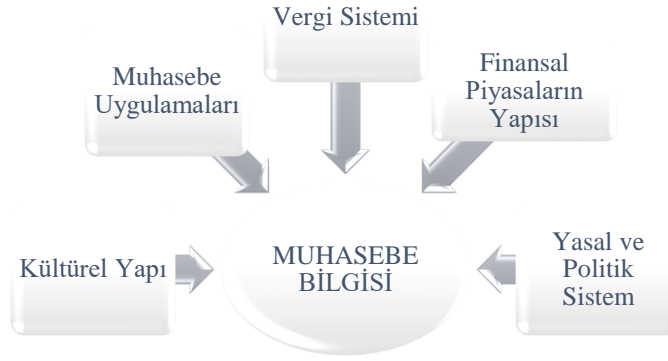 Vergi Sistemi
Muhasebe
Uygulamaları
Finansal
Piyasaların
Yapısı
Kültürel Yapı
MUHASEBE
BİLGİSİ
Yasal ve
Politik
Sistem